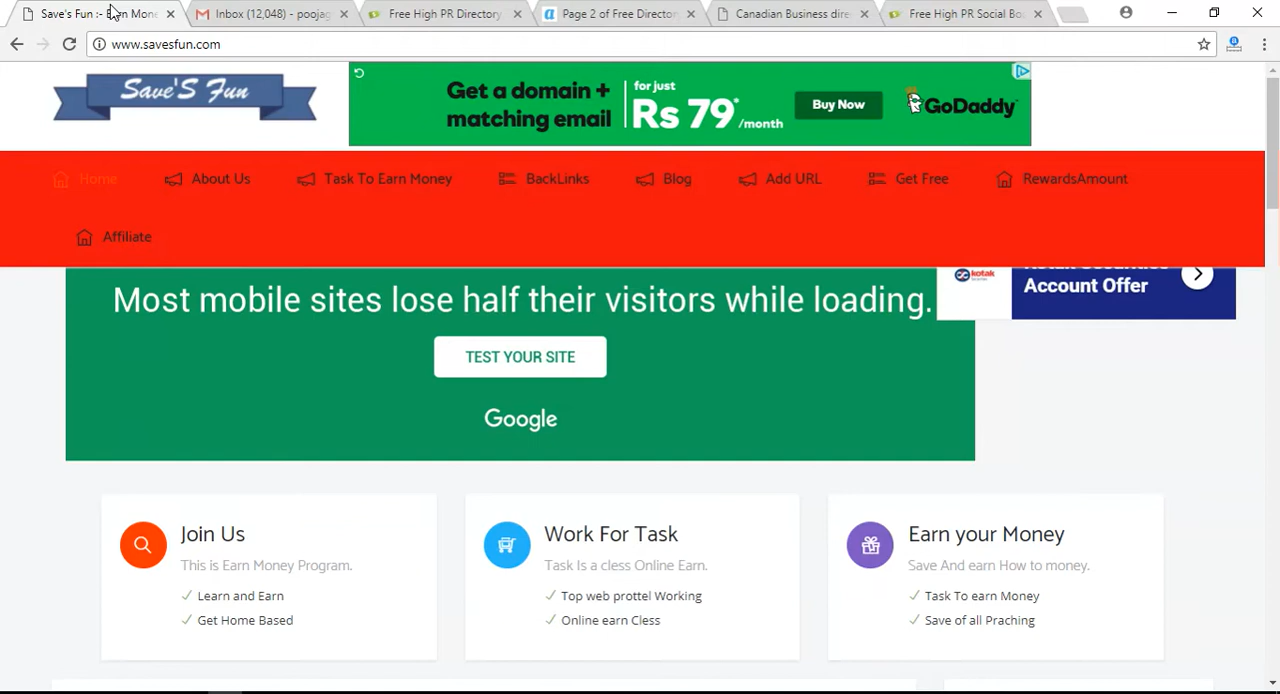 Save's Fun :- Earn Mone
Inbox (12,048) - pooja
Free High PR Directory
Page 2 of Free Director
Canadian Business dire
Free High PR Social Bo
www.savesfun.com
Save'S Fun
Get a domain +
matching email
for just
Rs 79* /month
Buy Now
GoDaddy
Home
About Us
Task To Earn Money
BackLinks
Blog
Add URL
Get Free
RewardsAmount
Affiliate
Most mobile sites lose half their visitors while loading.
TEST YOUR SITE
Google
kotak
Kotak Securities
Account Offer
Join Us
This is Earn Money Program.
Learn and Earn
Get Home Based
Work For Task
Task Is a cless Online Earn.
Top web prottel Working
Online earn Cless
Earn your Money
Save And earn How to money.
Task To earn Money
Save of all Praching